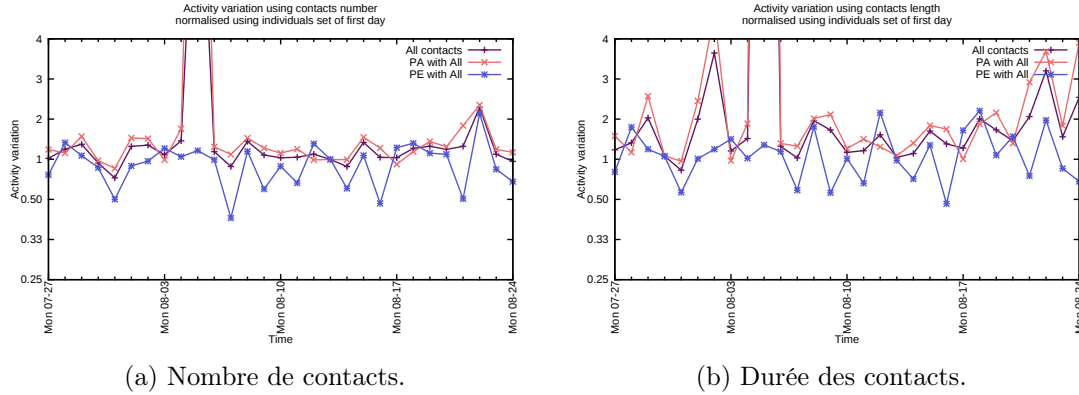 Activity variation using contacts number
normalised using individuals set of first day
All contacts
PA with All
PE with All
Activity variation
4
3
2
1
0.50
0.33
0.25
Mon 07-27
Mon 08-03
Mon 08-10
Mon 08-17
Mon 08-24
Time
(a) Nombre de contacts.
Activity variation using contacts length
normalised using individuals set of first day
All contacts
PA with All
PE with All
Activity variation
4
3
2
1
0.50
0.33
0.25
Mon 07-27
Mon 08-03
Mon 08-10
Mon 08-17
Mon 08-24
Time
(b) Durée des contacts.